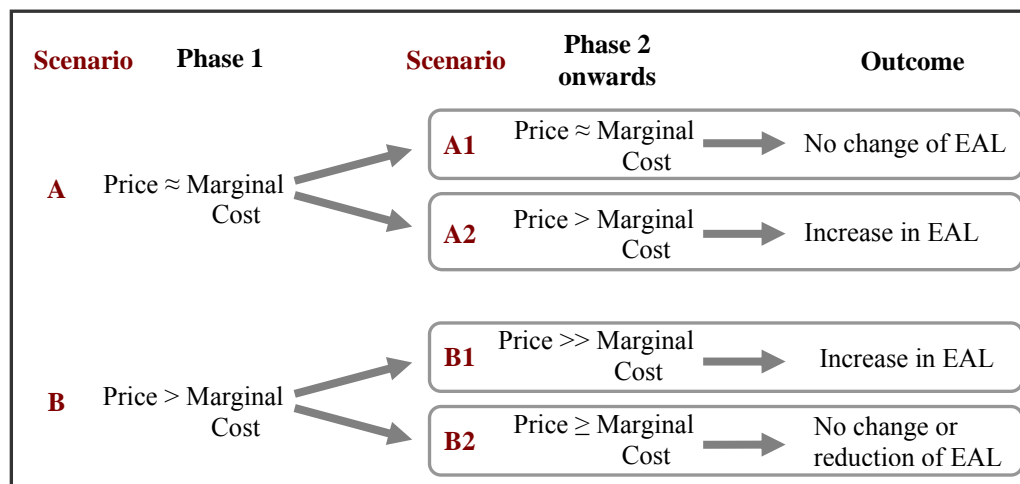 Scenario Phase 1 Scenario Phase 2
onwards Outcome
A Price ≈ Marginal
Cost
A1 Price ≈ Marginal
Cost No change of EAL
A2 Price > Marginal
Cost Increase in EAL
B Price > Marginal
Cost
B1 Price >> Marginal
Cost Increase in EAL
B2 Price ≥ Marginal
Cost No change or
reduction of EAL